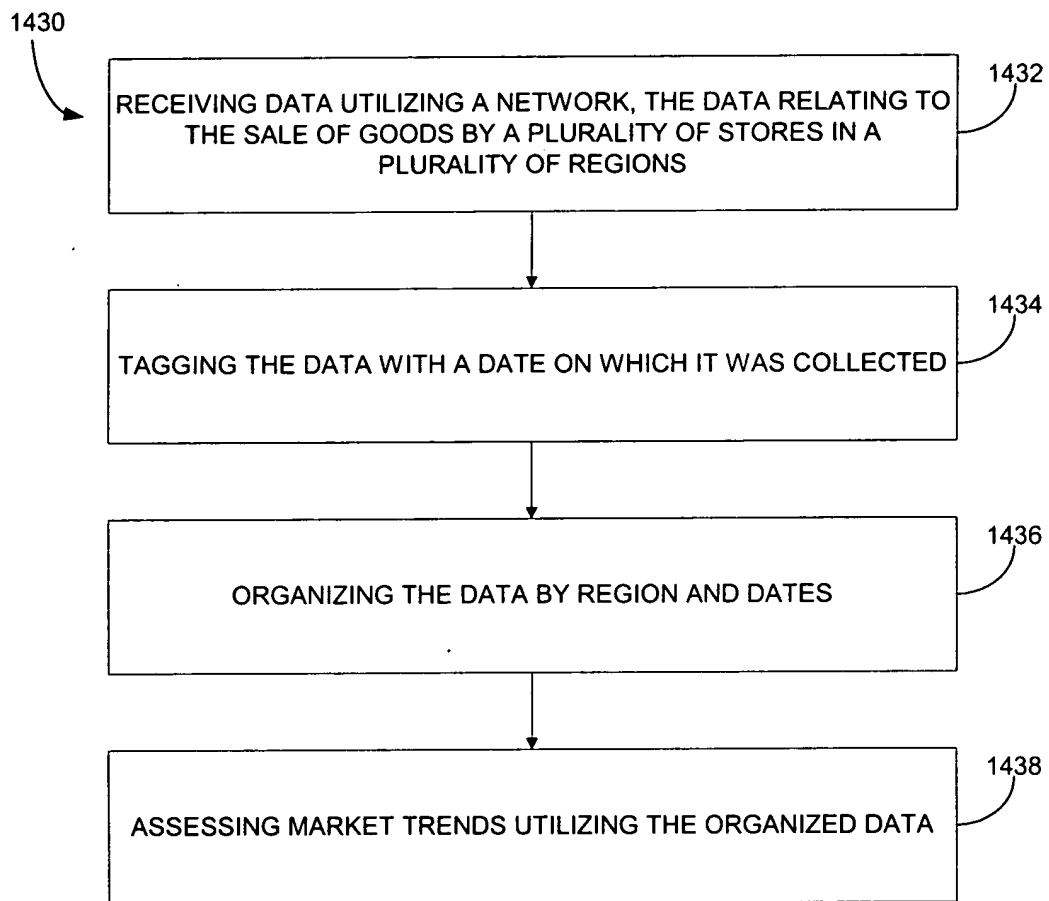 1430
1432
RECEIVING DATA UTILIZING A NETWORK, THE DATA RELATING TO
THE SALE OF GOODS BY A PLURALITY OF STORES IN A
PLURALITY OF REGIONS
1434
TAGGING THE DATA WITH A DATE ON WHICH IT WAS COLLECTED
1436
ORGANIZING THE DATA BY REGION AND DATES
1438
ASSESSING MARKET TRENDS UTILIZING THE ORGANIZED DATA